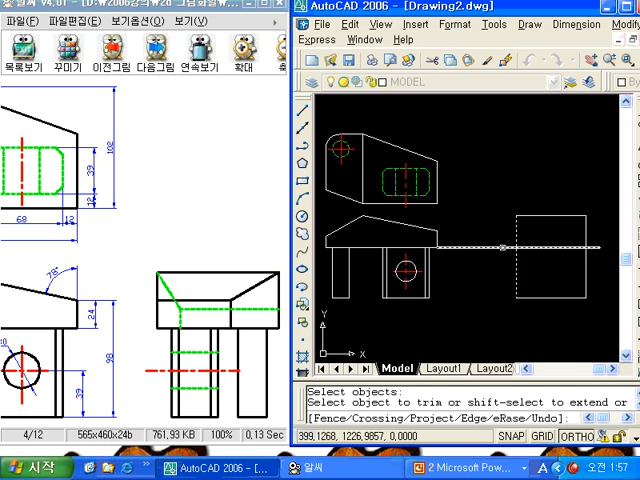 알씨 v4.01 - [D:₩2006강의₩2d 그림화일₩...
파일(F) 파일편집(E) 보기옵션(O) 보기(V)
목록보기 꾸미기 이전그림 다음그림 연속보기 확대
102
39
12
68
12
78°
24
98
39
4/12 565x460x24b 761,93 KB 100% 0,13 Sec
AutoCAD 2006 - [Drawing2.dwg]
File Edit View Insert Format Tools Draw Dimension Modify
Express Window Help
MODEL
By
Y
X
Model Layout1 Layout2
Select objects:
Select object to trim or shift-select to extend or
[Fence/Crossing/Project/Edge/eRase/Undo]:
399,1268, 1226,9857, 0,0000 SNAP GRID ORTHO
시작 AutoCAD 2006 - [... 알씨 2 Microsoft Pow... A 오전 1:57